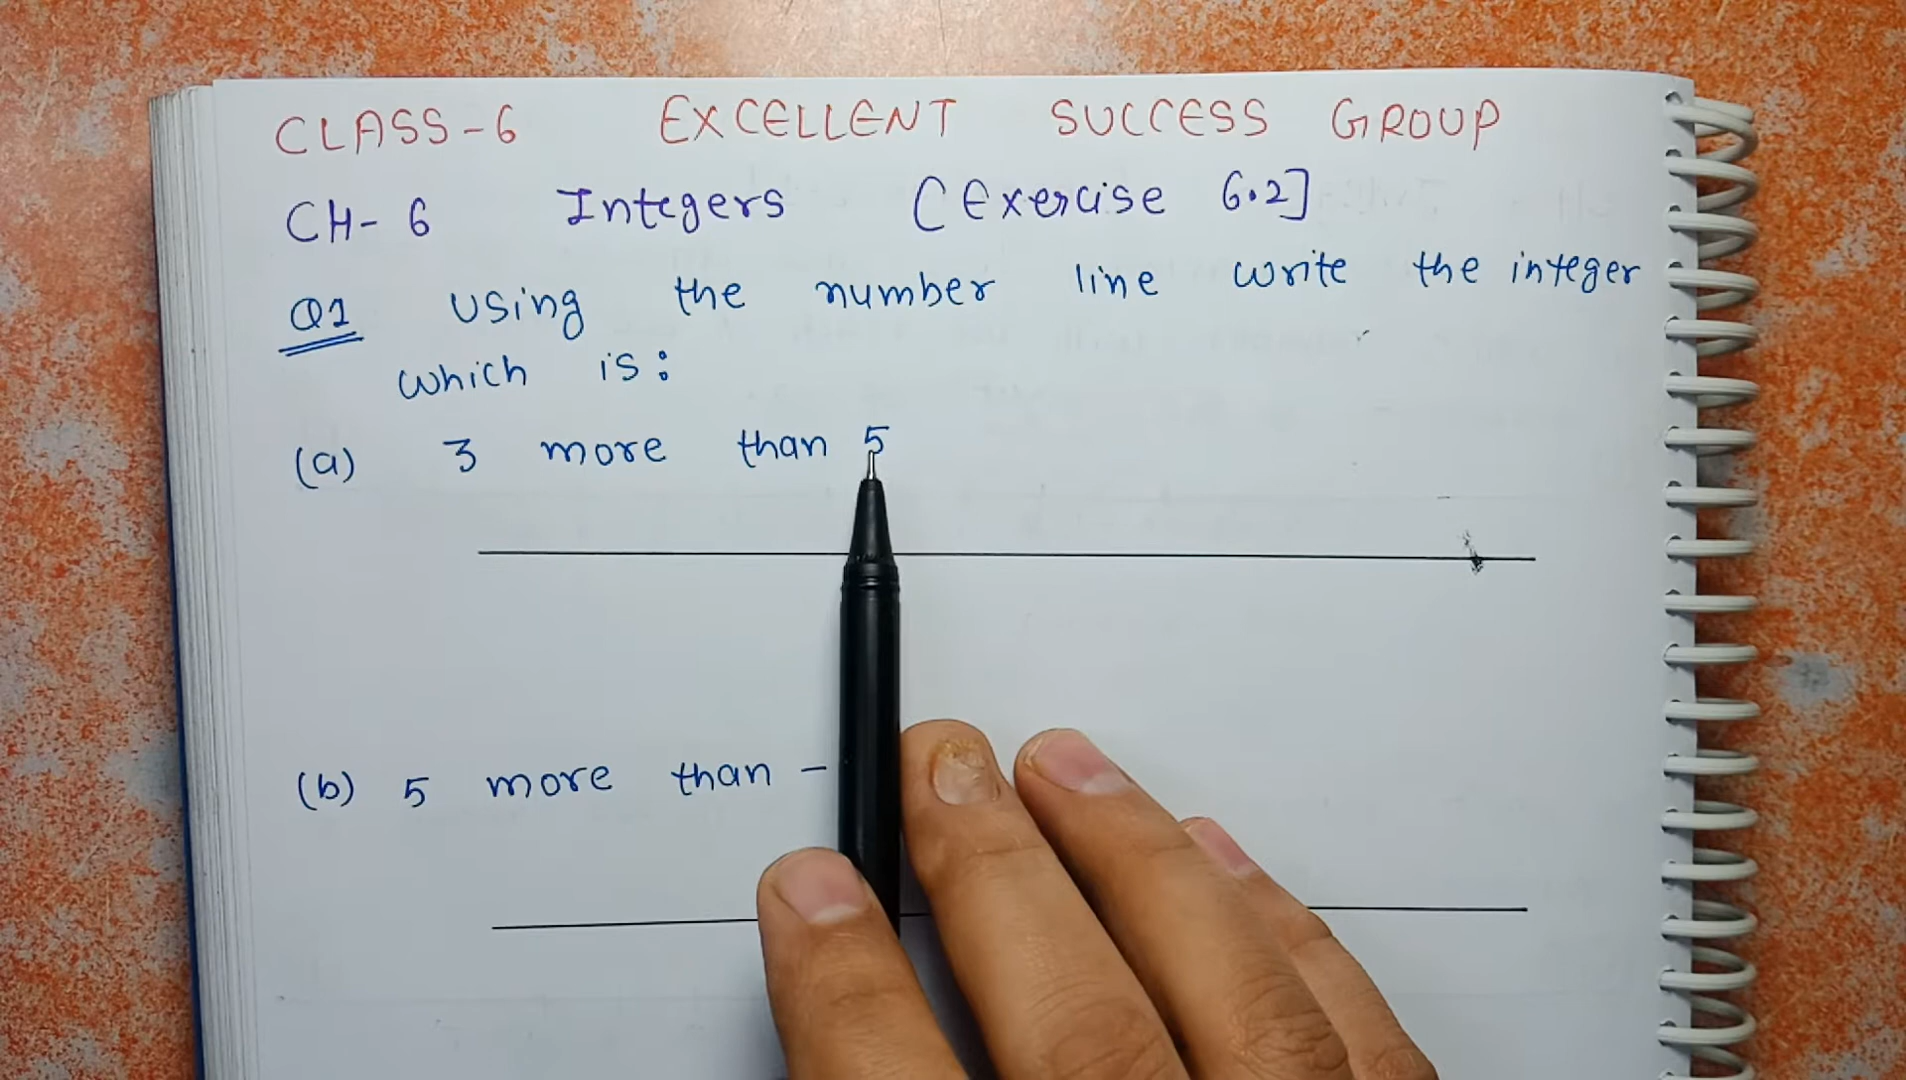 CLASS-6 EXCELLENT SUCCESS GROUP
CH- 6 Integers [Exercise 6.2]
Q1 Using the number line write the integer
which is:
(a) 3 more than 5
(b) 5 more than -